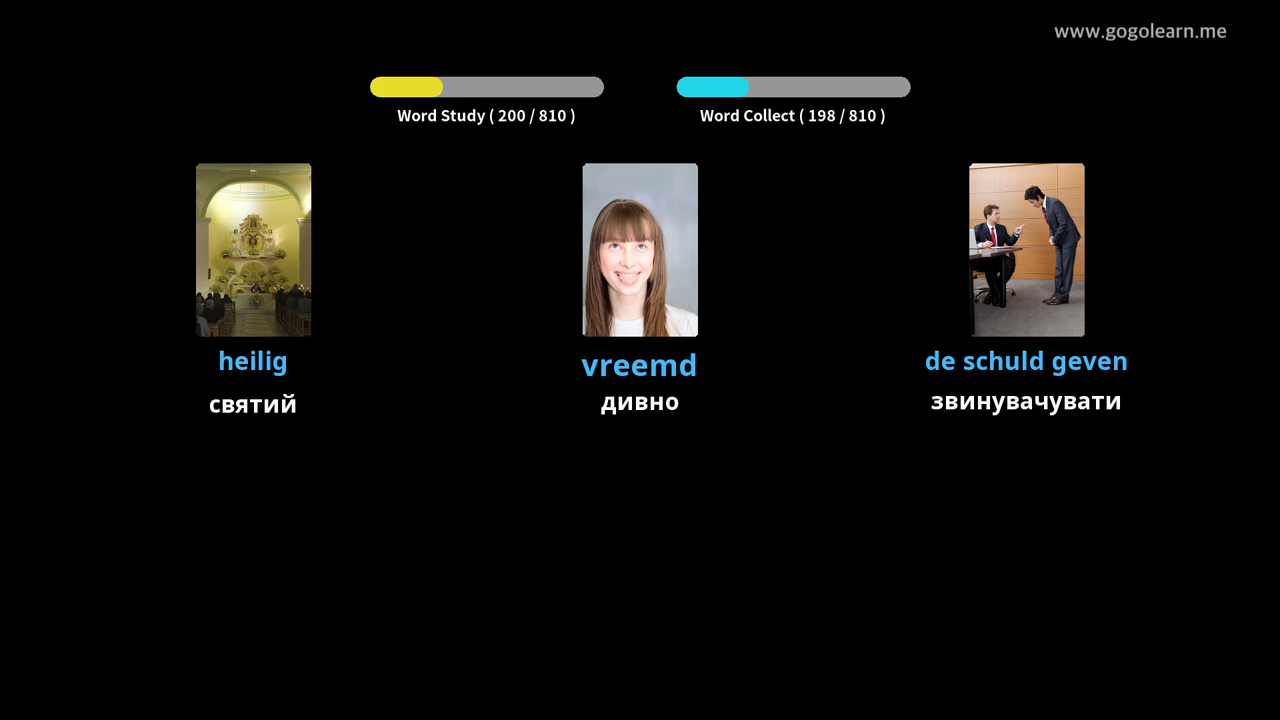 www.gogolearn.me
Word Study ( 200 / 810 )
Word Collect ( 198 / 810 )
heilig
vreemd
de schuld geven
святий
дивно
звинувачувати